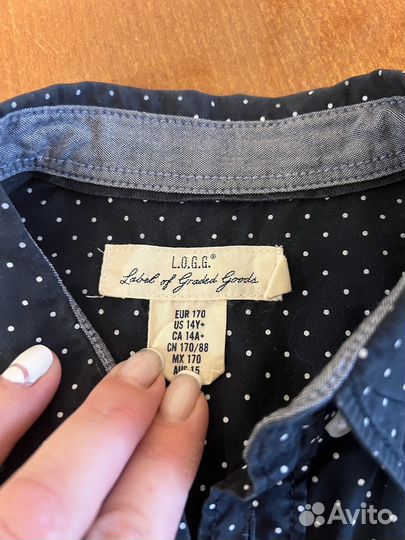 L.O.G.G.®
Label of Graded Goods
EUR 170
US 14Y+
CA 14A+
CN 170/88
MX 170
AUS 15
Avito